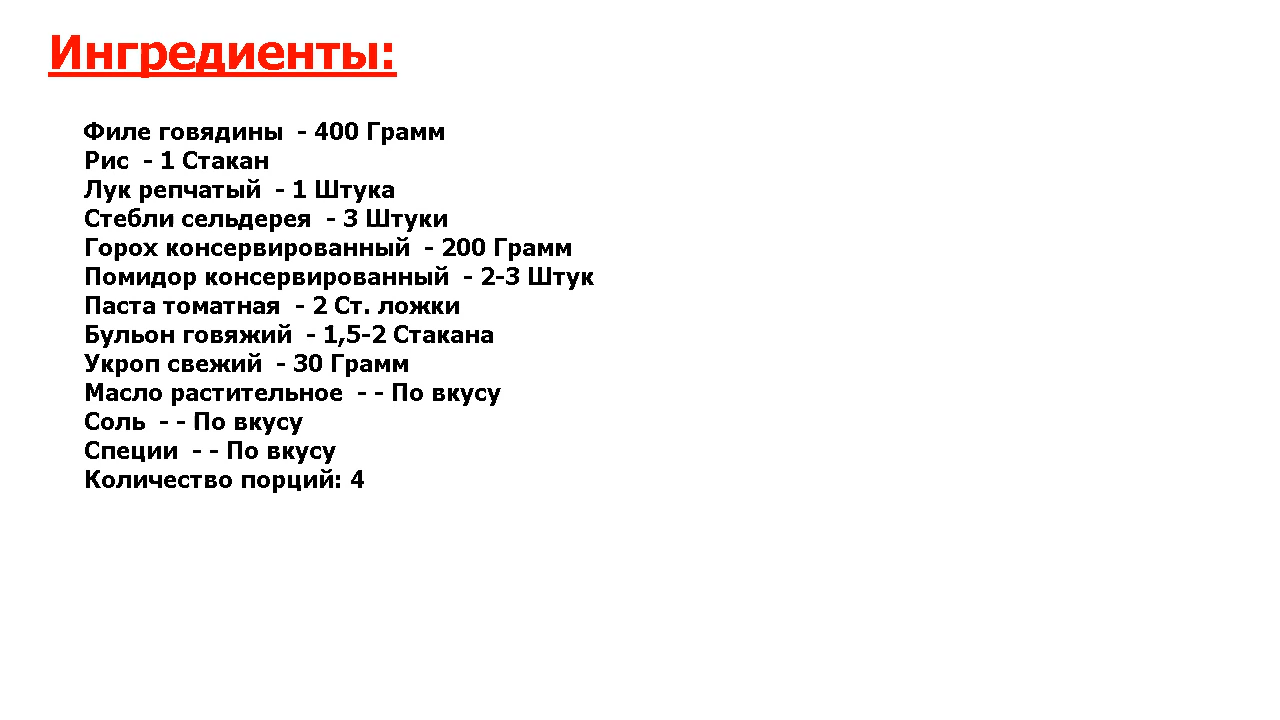 Ингредиенты:
Филе говядины - 400 Грамм
Рис - 1 Стакан
Лук репчатый - 1 Штука
Стебли сельдерея - 3 Штуки
Горох консервированный - 200 Грамм
Помидор консервированный - 2-3 Штук
Паста томатная - 2 Ст. ложки
Бульон говяжий - 1,5-2 Стакана
Укроп свежий - 30 Грамм
Масло растительное - - По вкусу
Соль - - По вкусу
Специи - - По вкусу
Количество порций: 4